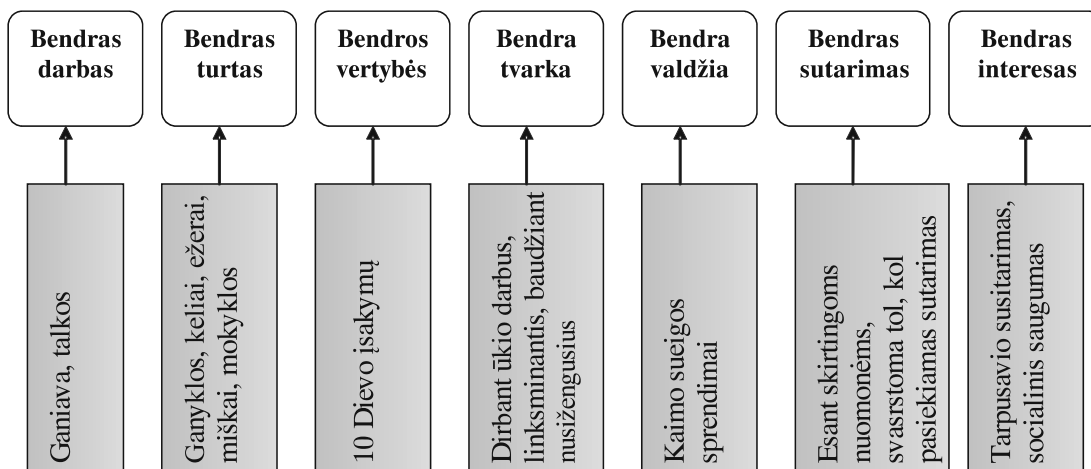 Bendras
darbas
Bendras
turtas
Bendros
vertybės
Bendra
tvarka
Bendra
valdžia
Bendras
sutarimas
Bendras
interesas
Ganiava, talkos
Ganyklos, keliai, ežerai,
miškai, mokyklos
10 Dievo įsakymų
Dirbant ūkio darbus,
linksminantis, baudžiant
nusižengusius
Kaimo sueigos
sprendimai
Esant skirtingoms
nuomonėms,
svasrstoma tol, kol
pasiekiamas sutarimas
Tarpusavio susitarimas,
socialinis saugumas